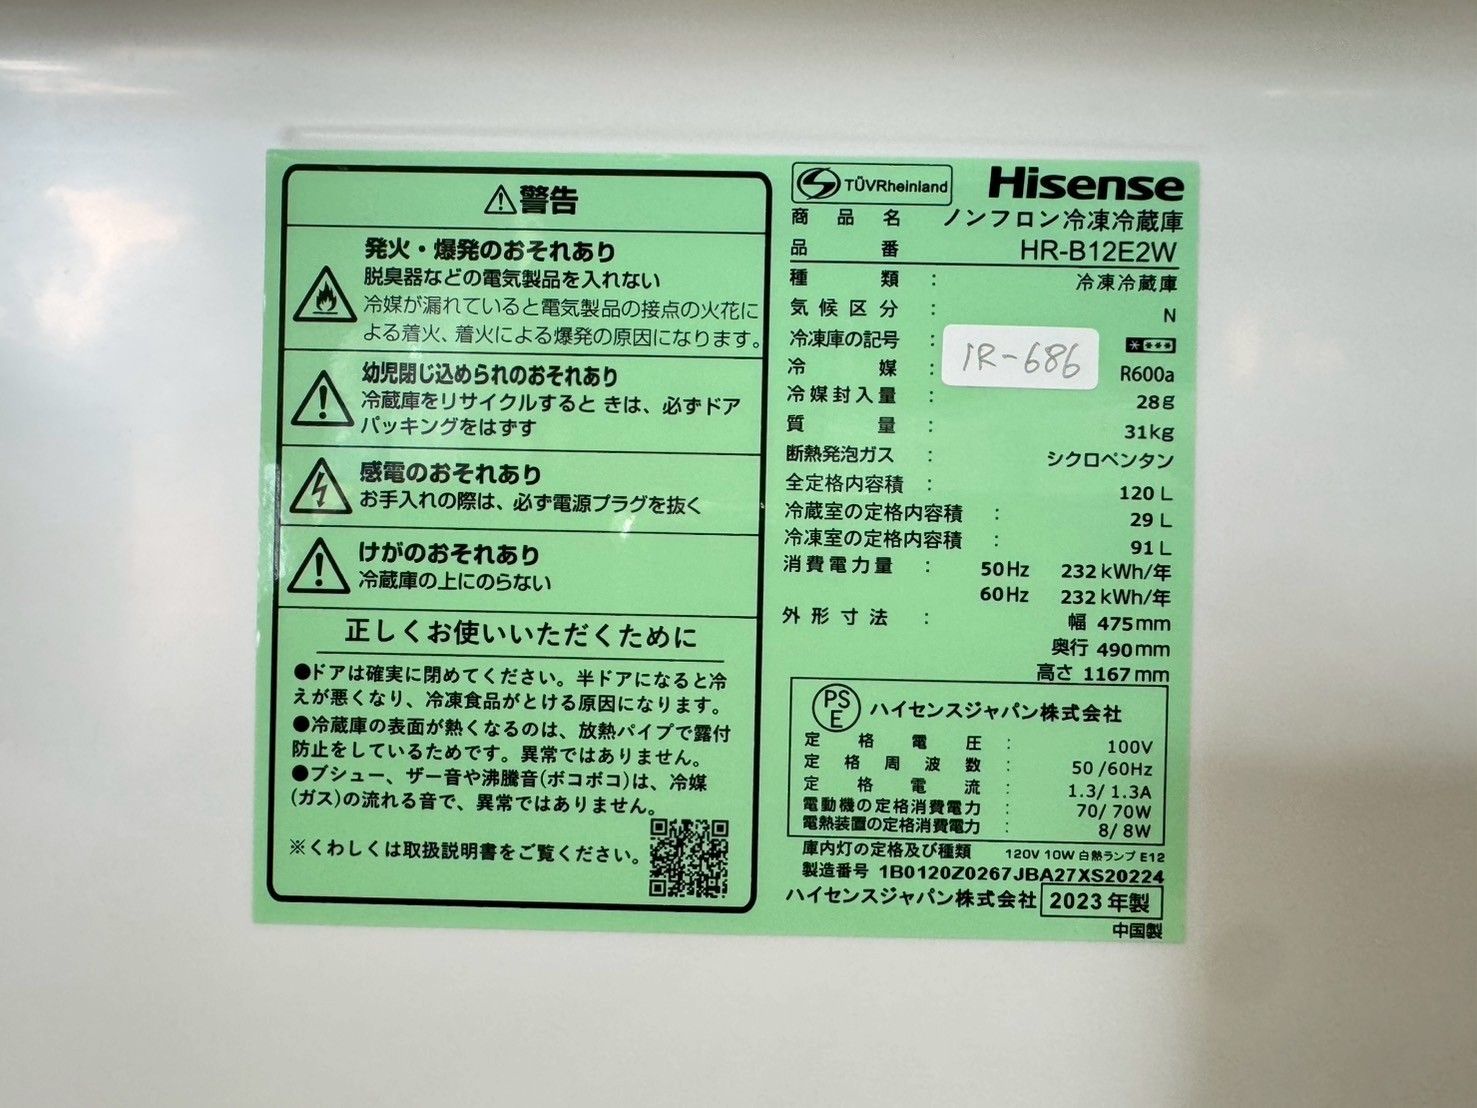 警告
発火・爆発のおそれあり
脱臭器などの電気製品を入れない
冷媒が漏れていると電気製品の接点の火花に
よる着火、着火による爆発の原因になります。
幼児閉じ込められのおそれあり
冷蔵庫をリサイクルするときは、必ずドア
パッキングをはずす
感電のおそれあり
お手入れの際は、必ず電源プラグを抜く
けがのおそれあり
冷蔵庫の上にのらない
正しくお使いいただくために
●ドアは確実に閉めてください。半ドアになると冷
えが悪くなり、冷凍食品がとける原因になります。
●冷蔵庫の表面が熱くなるのは、放熱パイプで露付
防止をしているためです。異常ではありません。
●ブシュー、ザー音や沸騰音(ボコボコ)は、冷媒
(ガス)の流れる音で、異常ではありません。
※くわしくは取扱説明書をご覧ください。
TÜVRheinland Hisense
商品名 ノンフロン冷凍冷蔵庫
品番 HR-B12E2W
種類 : 冷凍冷蔵庫
気候区分 : N
冷凍庫の記号 :
1R-686
冷媒 : R600a
冷媒封入量 : 28g
質量 : 31kg
断熱発泡ガス : シクロペンタン
全定格内容積 : 120 L
冷蔵室の定格内容積 : 29 L
冷凍室の定格内容積 : 91 L
消費電力量 : 50Hz 232 kWh/年
60Hz 232 kWh/年
外形寸法 : 幅 475mm
奥行 490mm
高さ 1167mm
PSE ハイセンスジャパン株式会社
定格電圧 : 100V
定格周波数 : 50/60Hz
定格電流 : 1.3/1.3A
電動機の定格消費電力 : 70/70W
電熱装置の定格消費電力 : 8/8W
庫内灯の定格及び種類 120V 10W 白熱ランプ E12
製造番号 1B0120Z0267JBA27XS20224
ハイセンスジャパン株式会社 2023年製
中国製